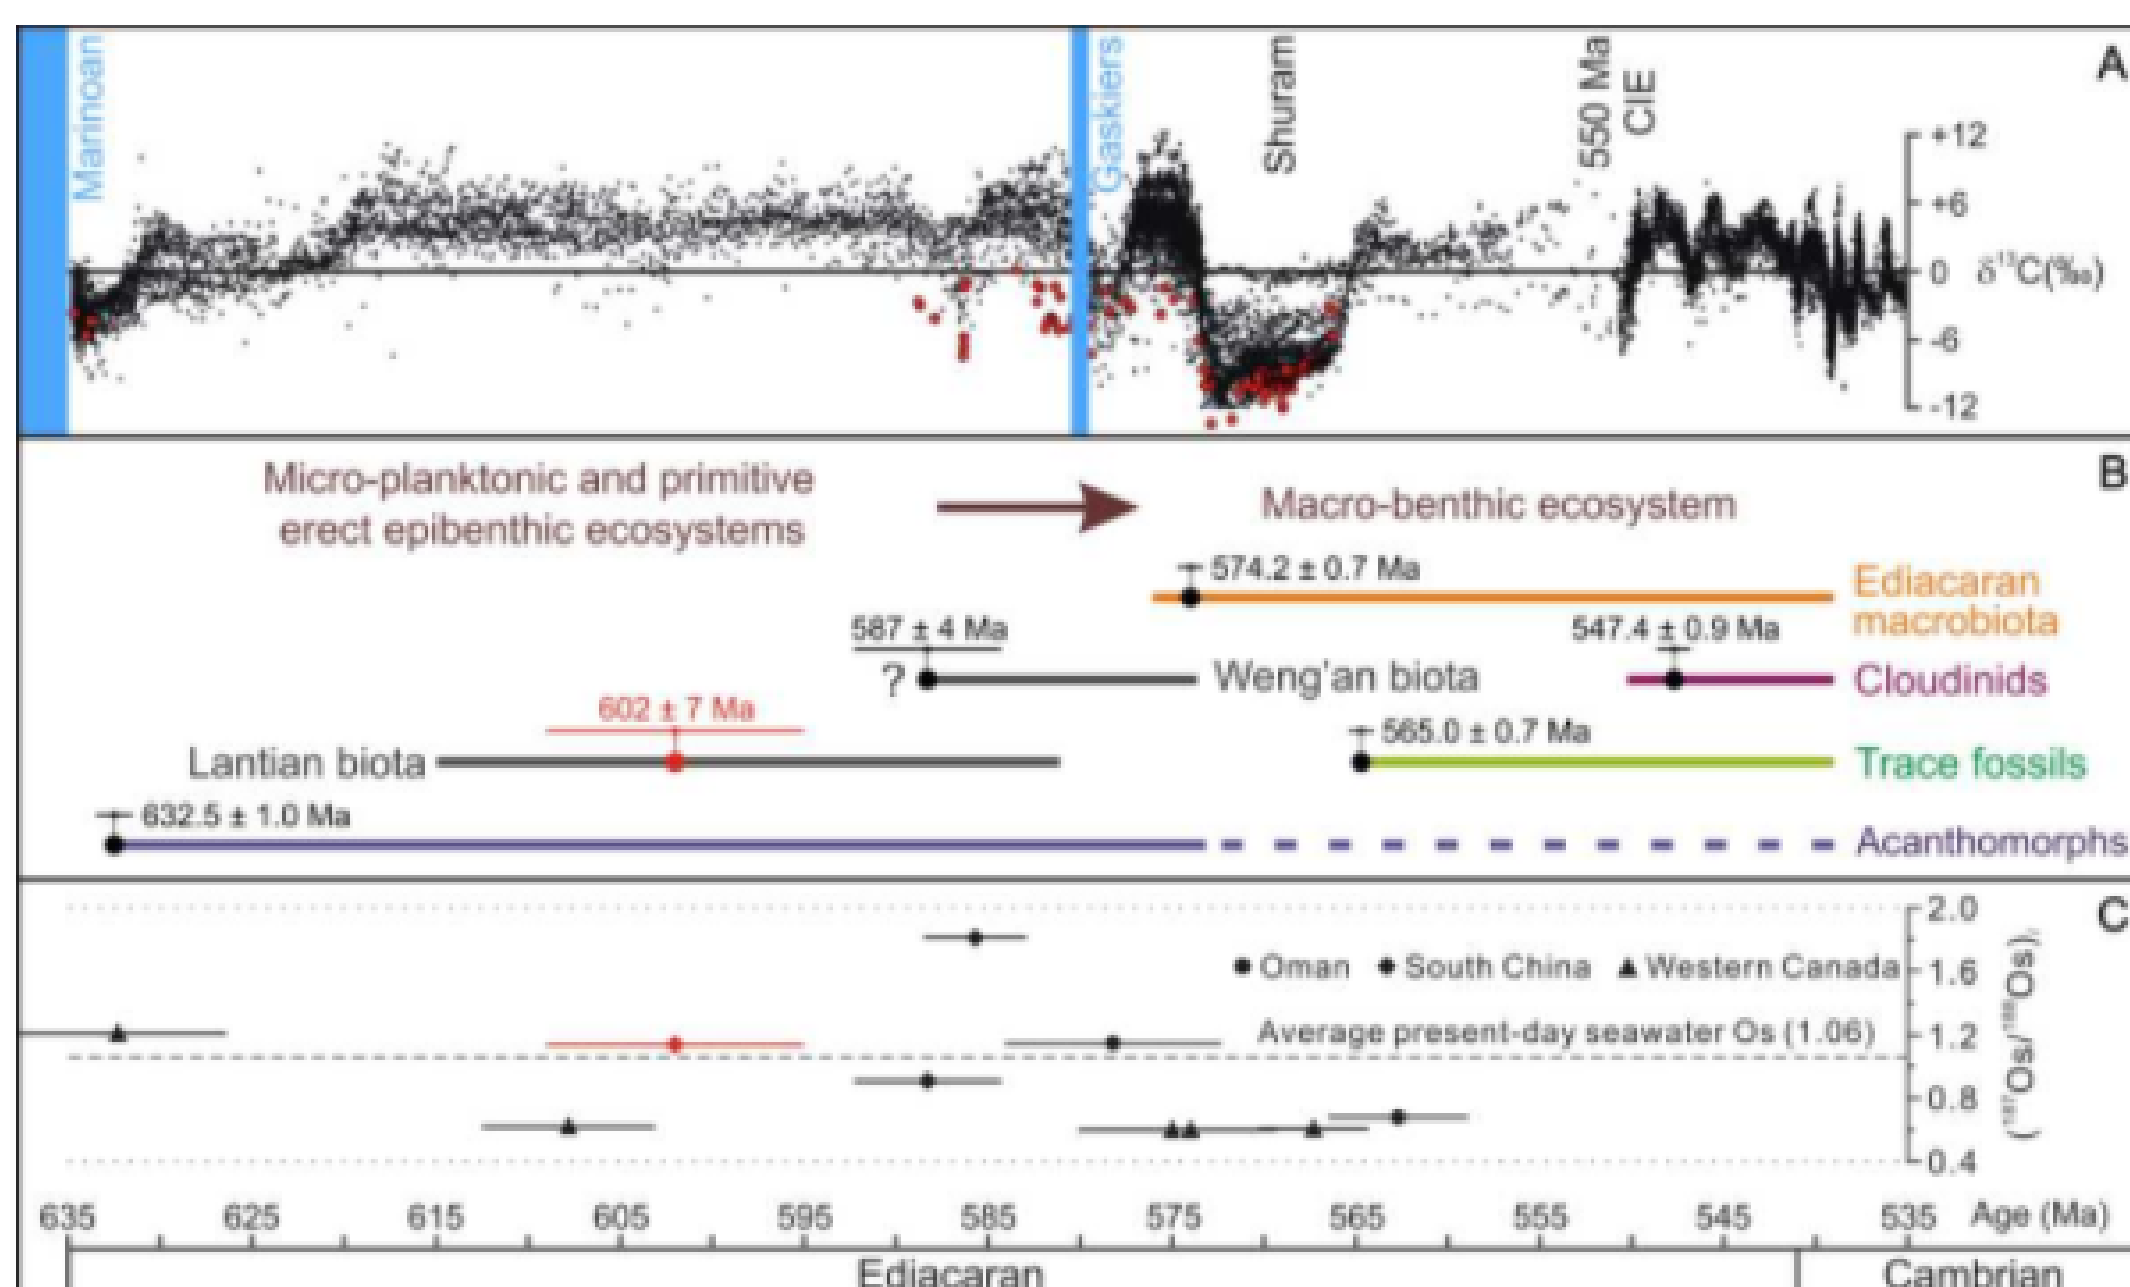 A
Marinoan
Gaskiers
Shuram
550 Ma
CIE
+12
+6
0
-6
-12
δ¹³C(‰)
B
Micro-planktonic and primitive
erect epibenthic ecosystems
Macro-benthic ecosystem
574.2 ± 0.7 Ma
Ediacaran
macrobiota
587 ± 4 Ma
547.4 ± 0.9 Ma
?
Weng'an biota
Cloudinids
602 ± 7 Ma
565.0 ± 0.7 Ma
Lantian biota
Trace fossils
632.5 ± 1.0 Ma
Acanthomorphs
C
2.0
Oman South China Western Canada
1.6
Average present-day seawater Os (1.06)
1.2
0.8
0.4
(¹⁸⁷Os/¹⁸⁸Os)ᵢ
635 625 615 605 595 585 575 565 555 545 535 Age (Ma)
Ediacaran Cambrian